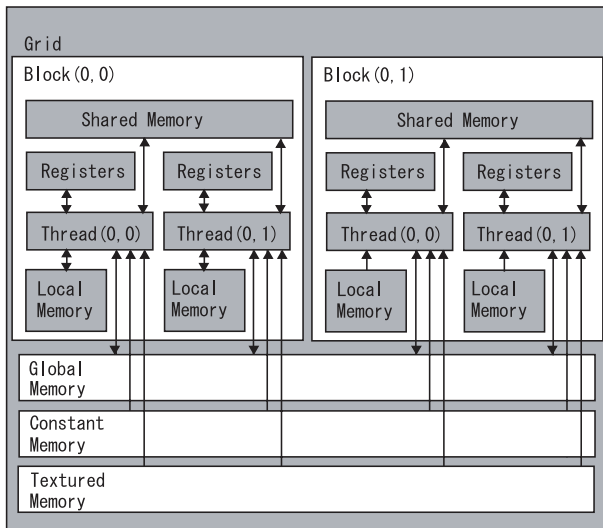 Grid
Block(0,0)
Shared Memory
Registers
Registers
Thread(0,0)
Thread(0,1)
Local
Memory
Local
Memory
Block(0,1)
Shared Memory
Registers
Registers
Thread(0,0)
Thread(0,1)
Local
Memory
Local
Memory
Global
Memory
Constant
Memory
Textured
Memory